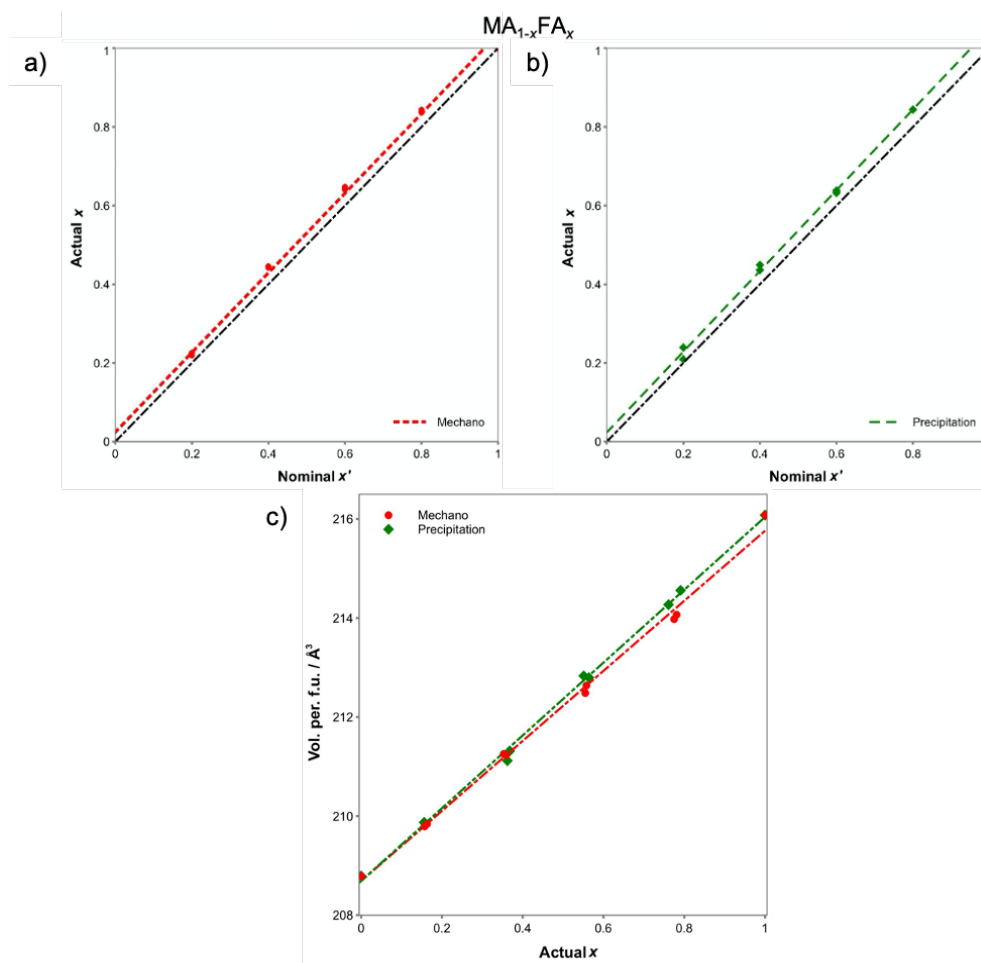 MA1-xFAx
a)
1
0.8
0.6
0.4
0.2
0
Actual x
0 0.2 0.4 0.6 0.8 1
Nominal x'
Mechano
b)
1
0.8
0.6
0.4
0.2
0
Actual x
0 0.2 0.4 0.6 0.8
Nominal x'
Precipitation
c)
Mechano
Precipitation
216
214
212
210
208
Vol. per. f.u. / Å³
0 0.2 0.4 0.6 0.8 1
Actual x